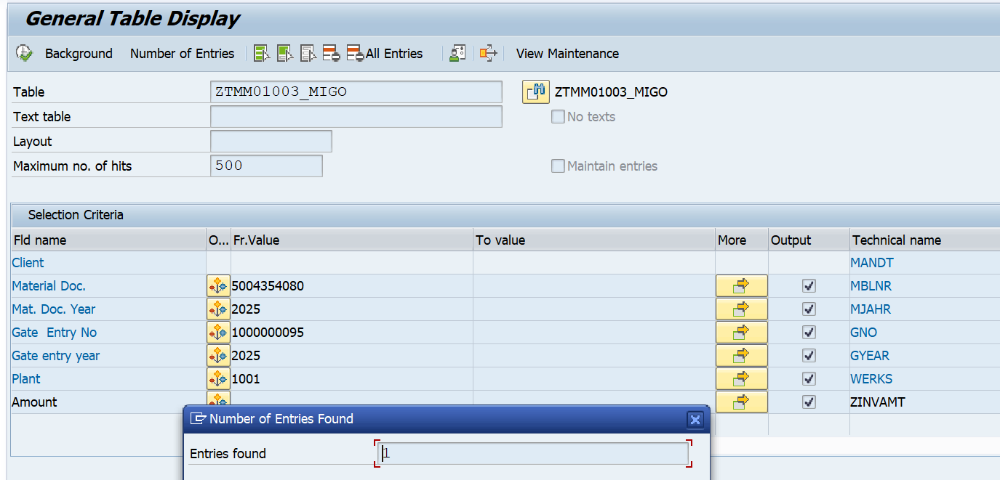 General Table Display
Background Number of Entries All Entries View Maintenance
Table ZTMM01003_MIGO ZTMM01003_MIGO
Text table No texts
Layout
Maximum no. of hits 500 Maintain entries
Selection Criteria
Fld name O... Fr.Value To value More Output Technical name
Client MANDT
Material Doc. 5004354080 MBLNR
Mat. Doc. Year 2025 MJAHR
Gate Entry No 1000000095 GNO
Gate entry year 2025 GYEAR
Plant 1001 WERKS
Amount ZINVAMT
Number of Entries Found
Entries found 1